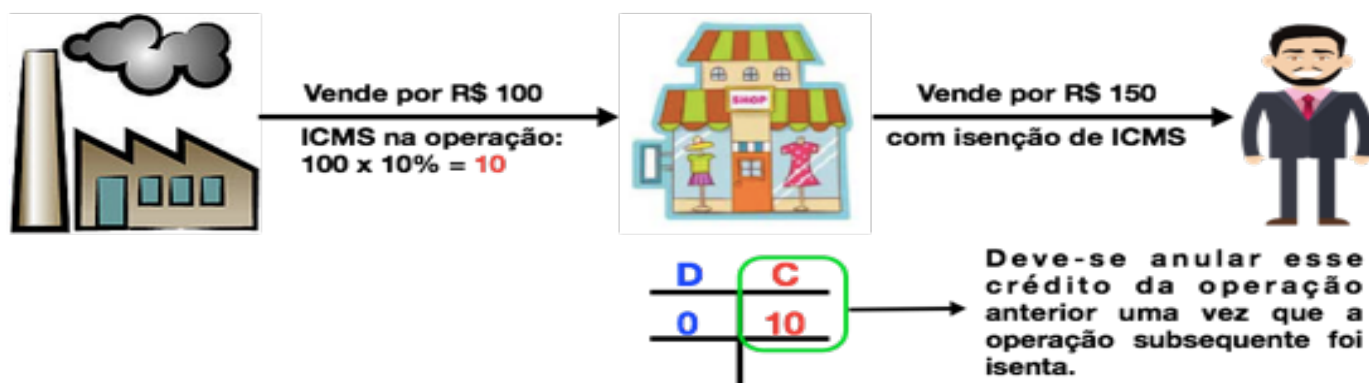 Vende por R$ 100
ICMS na operação:
100 x 10% = 10
SHOP
Vende por R$ 150
com isenção de ICMS
D C
0 10
Deve-se anular esse
crédito da operação
anterior uma vez que a
operação subsequente foi
isenta.